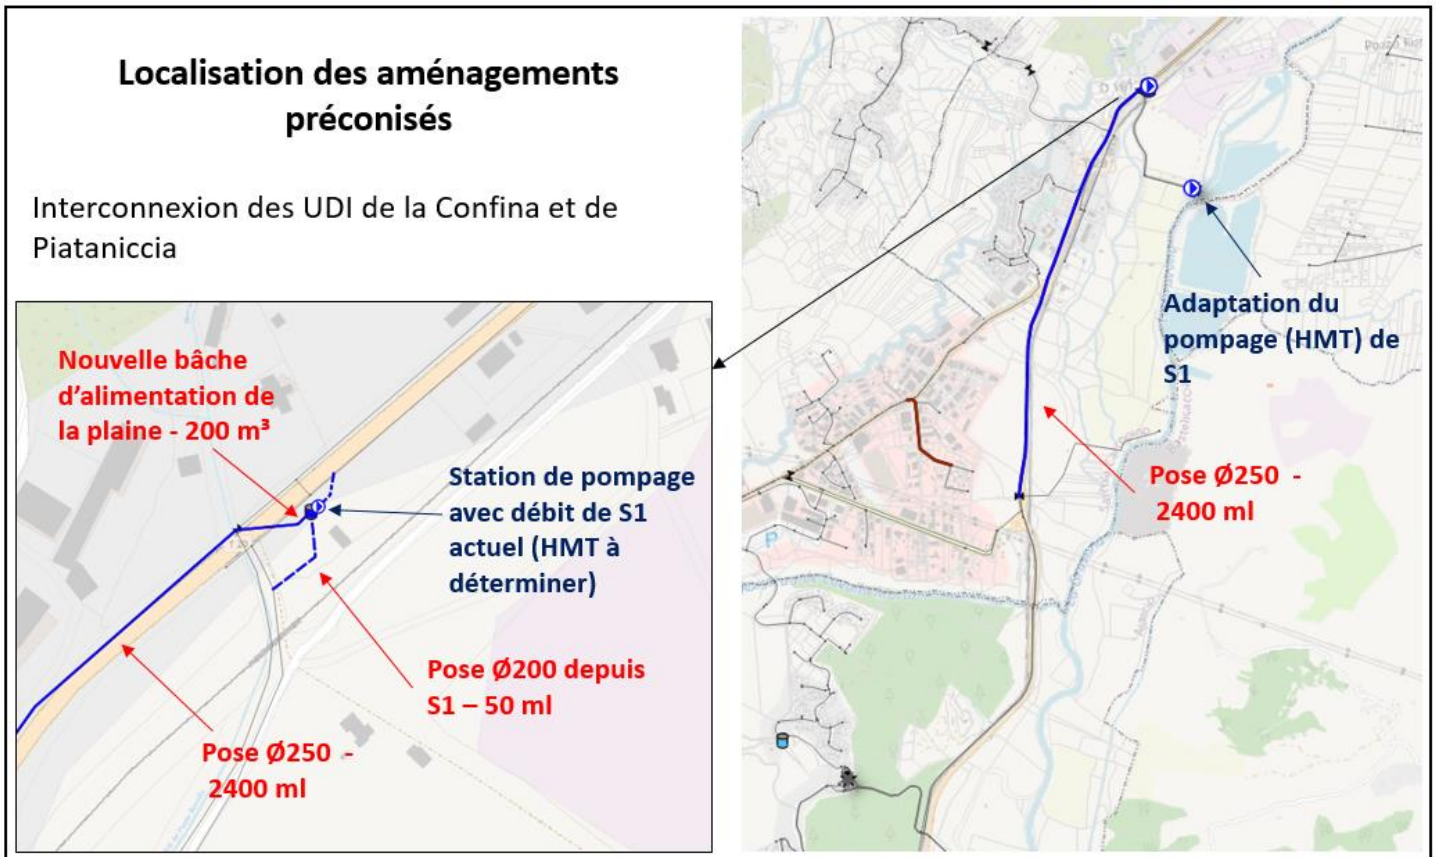 Localisation des aménagements
préconisés
Interconnexion des UDI de la Confina et de
Piataniccia
Nouvelle bâche
d'alimentation de
la plaine - 200 m³
Station de pompage
avec débit de S1
actuel (HMT à
déterminer)
Pose Ø200 depuis
S1 – 50 ml
Pose Ø250 -
2400 ml
Adaptation du
pompage (HMT) de
S1
Pose Ø250 -
2400 ml
P